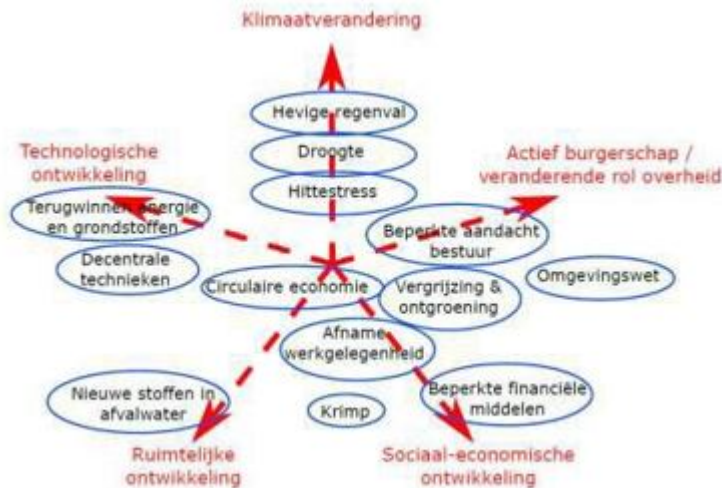 Klimaatverandering
Hevige regenval
Droogte
Hittestress
Technologische
ontwikkeling
Actief burgerschap /
veranderende rol overheid
Terugwinnen energie
en grondstoffen
Beperkte aandacht
bestuur
Decentrale
technieken
Circulaire economie
Vergrijzing &
ontgroening
Omgevingswet
Afname
werkgelegenheid
Nieuwe stoffen in
afvalwater
Krimp
Beperkte financiële
middelen
Ruimtelijke
ontwikkeling
Sociaal-economische
ontwikkeling